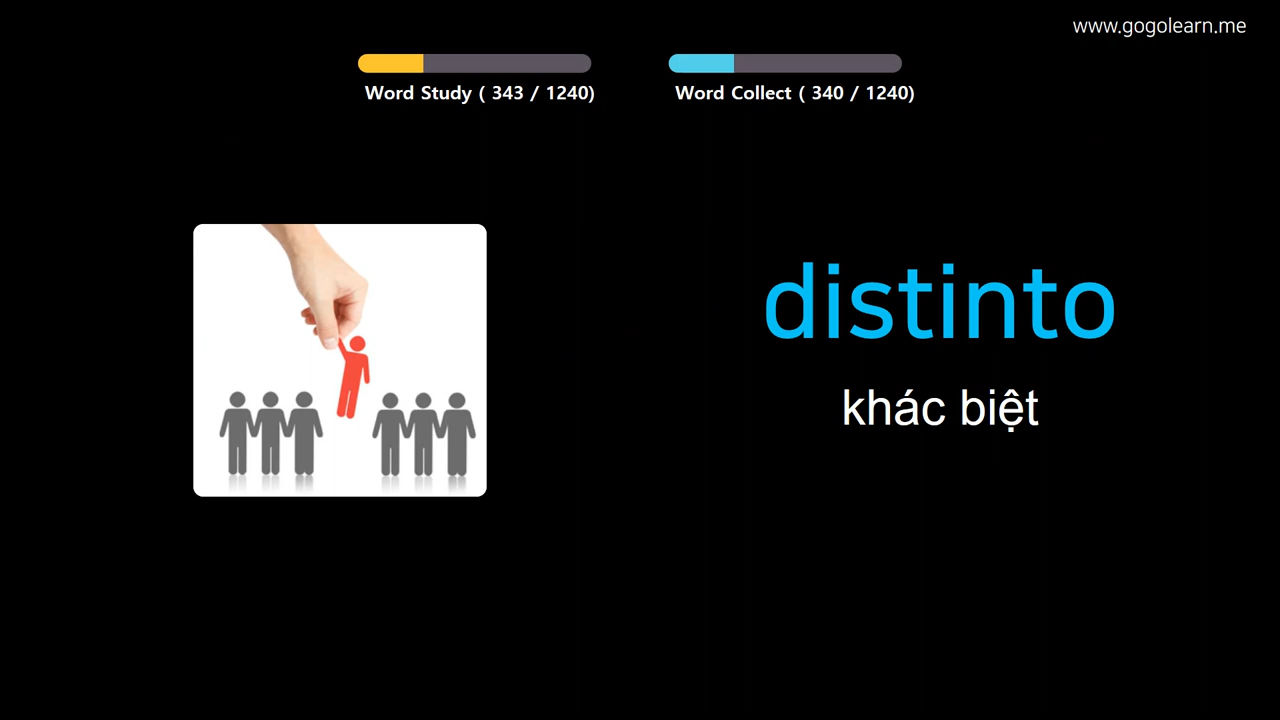 www.gogolearn.me
Word Study ( 343 / 1240)
Word Collect ( 340 / 1240)
distinto
khác biệt